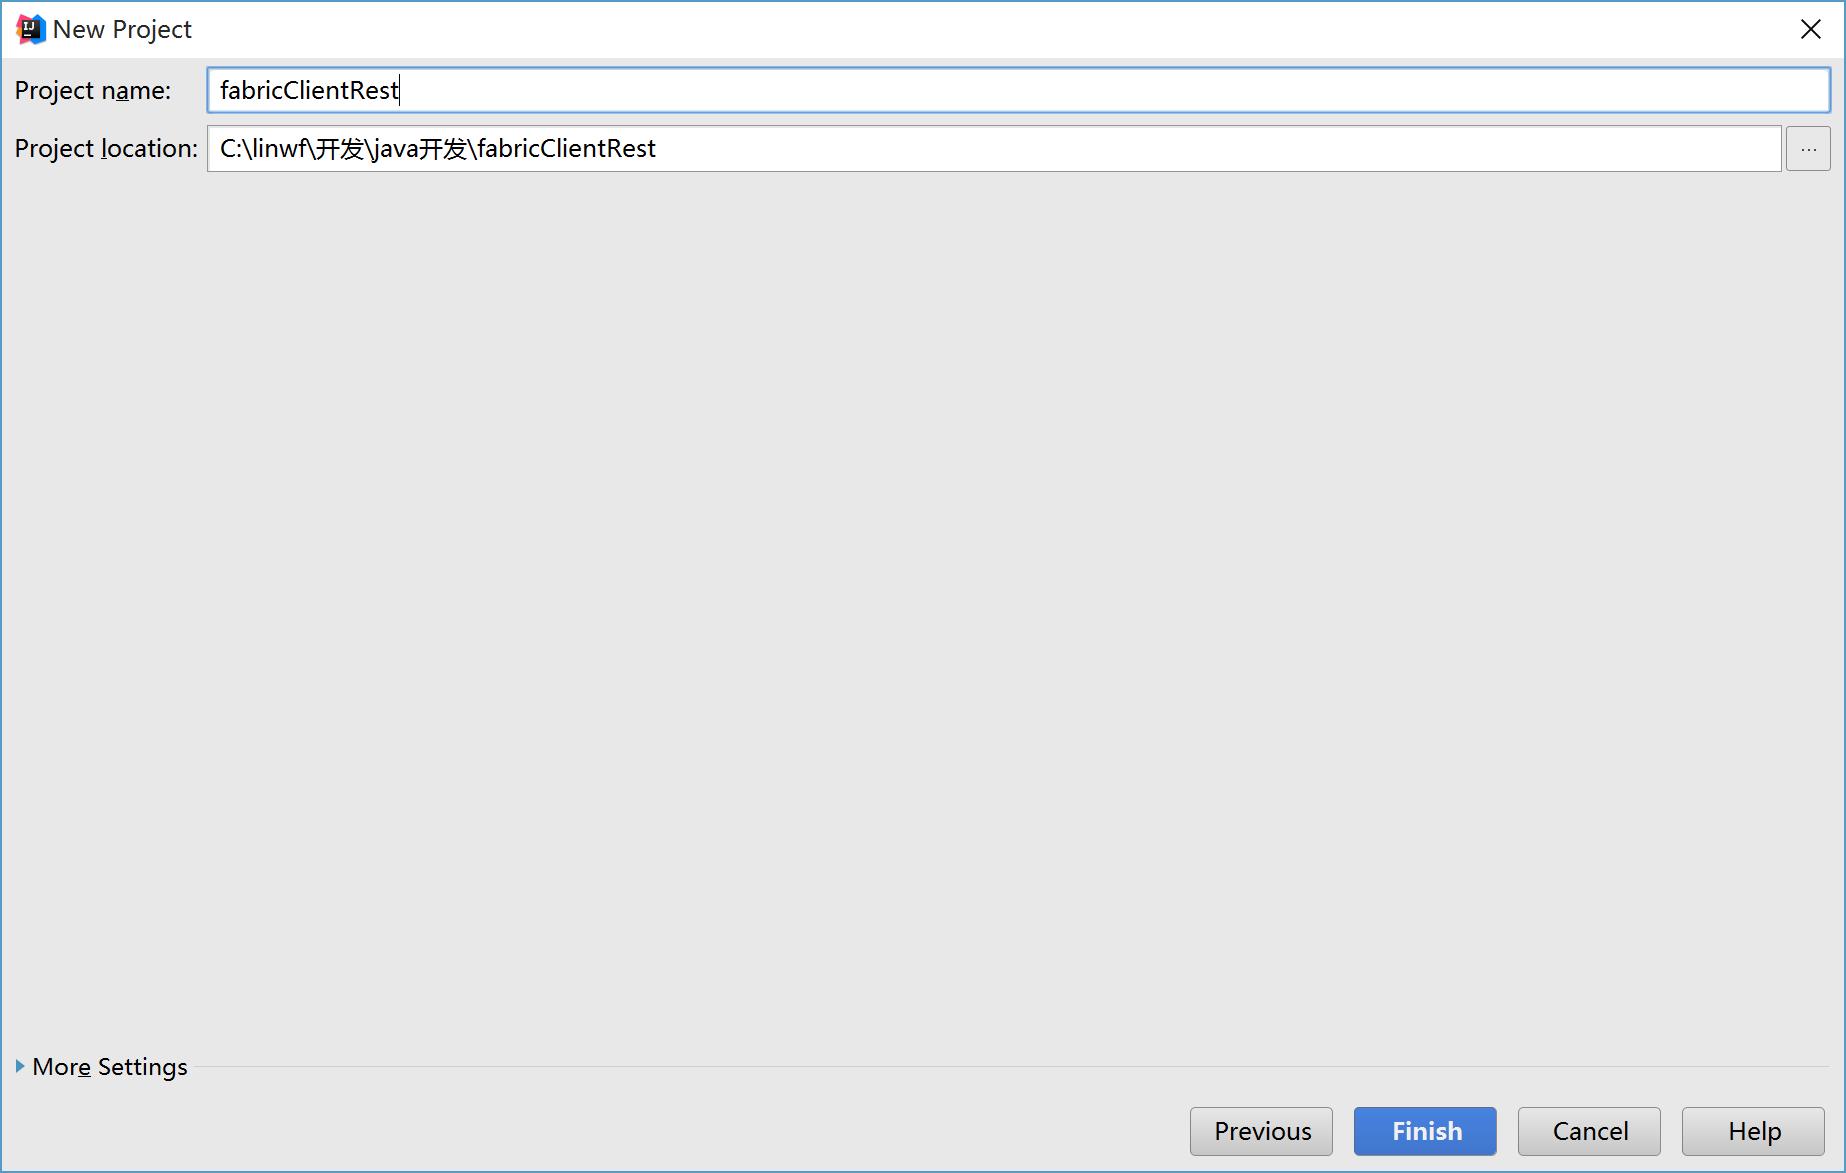 New Project
Project name: fabricClientRest
Project location: C:\linwf\开发\java开发\fabricClientRest ...
More Settings
Previous Finish Cancel Help